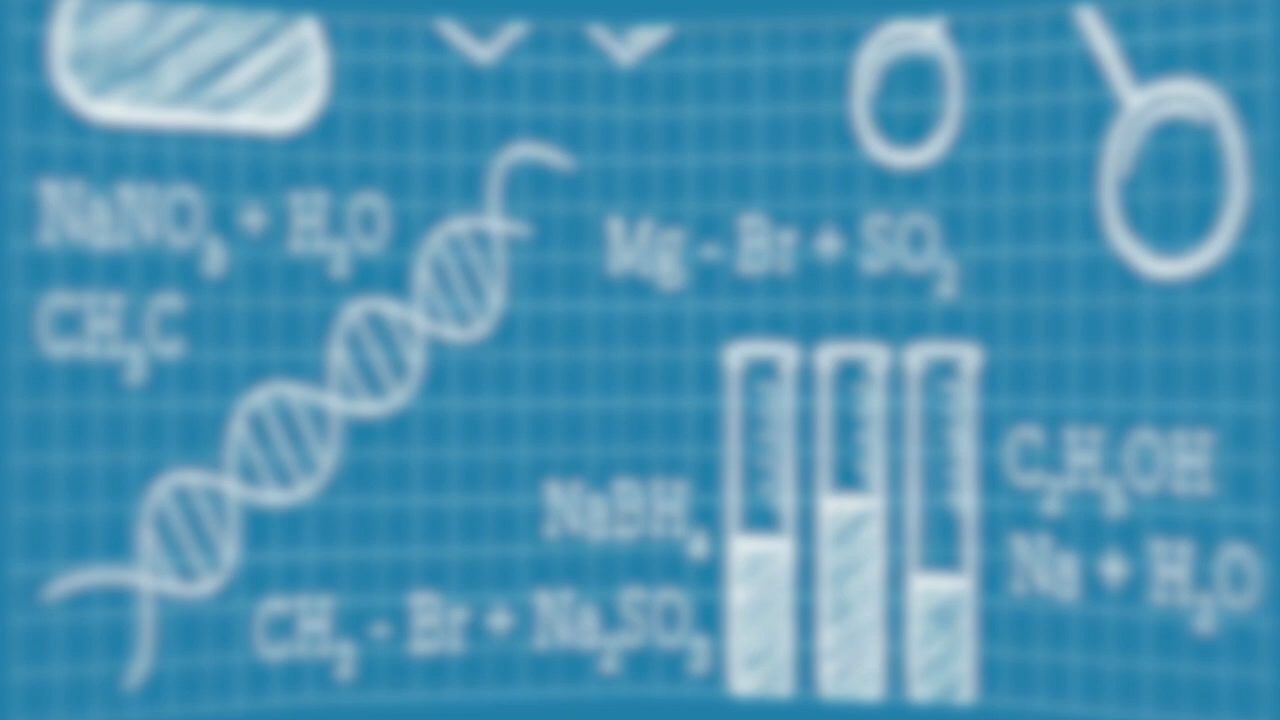 NaNO₃ + H₂O
Mg - Br + SO₂
CH₃C
C₂H₅OH
NaBH₄
Na + H₂O
CH₃ - Br + Na₂SO₃